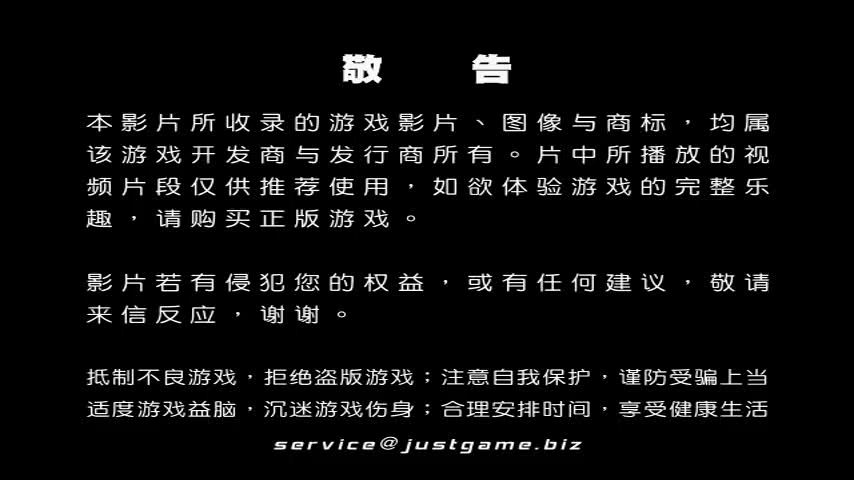 敬 告
本影片所收录的游戏影片、图像与商标，均属
该游戏开发商与发行商所有。片中所播放的视
频片段仅供推荐使用，如欲体验游戏的完整乐
趣，请购买正版游戏。
影片若有侵犯您的权益，或有任何建议，敬请
来信反应，谢谢。
抵制不良游戏，拒绝盗版游戏；注意自我保护，谨防受骗上当
适度游戏益脑，沉迷游戏伤身；合理安排时间，享受健康生活
service@justgame.biz